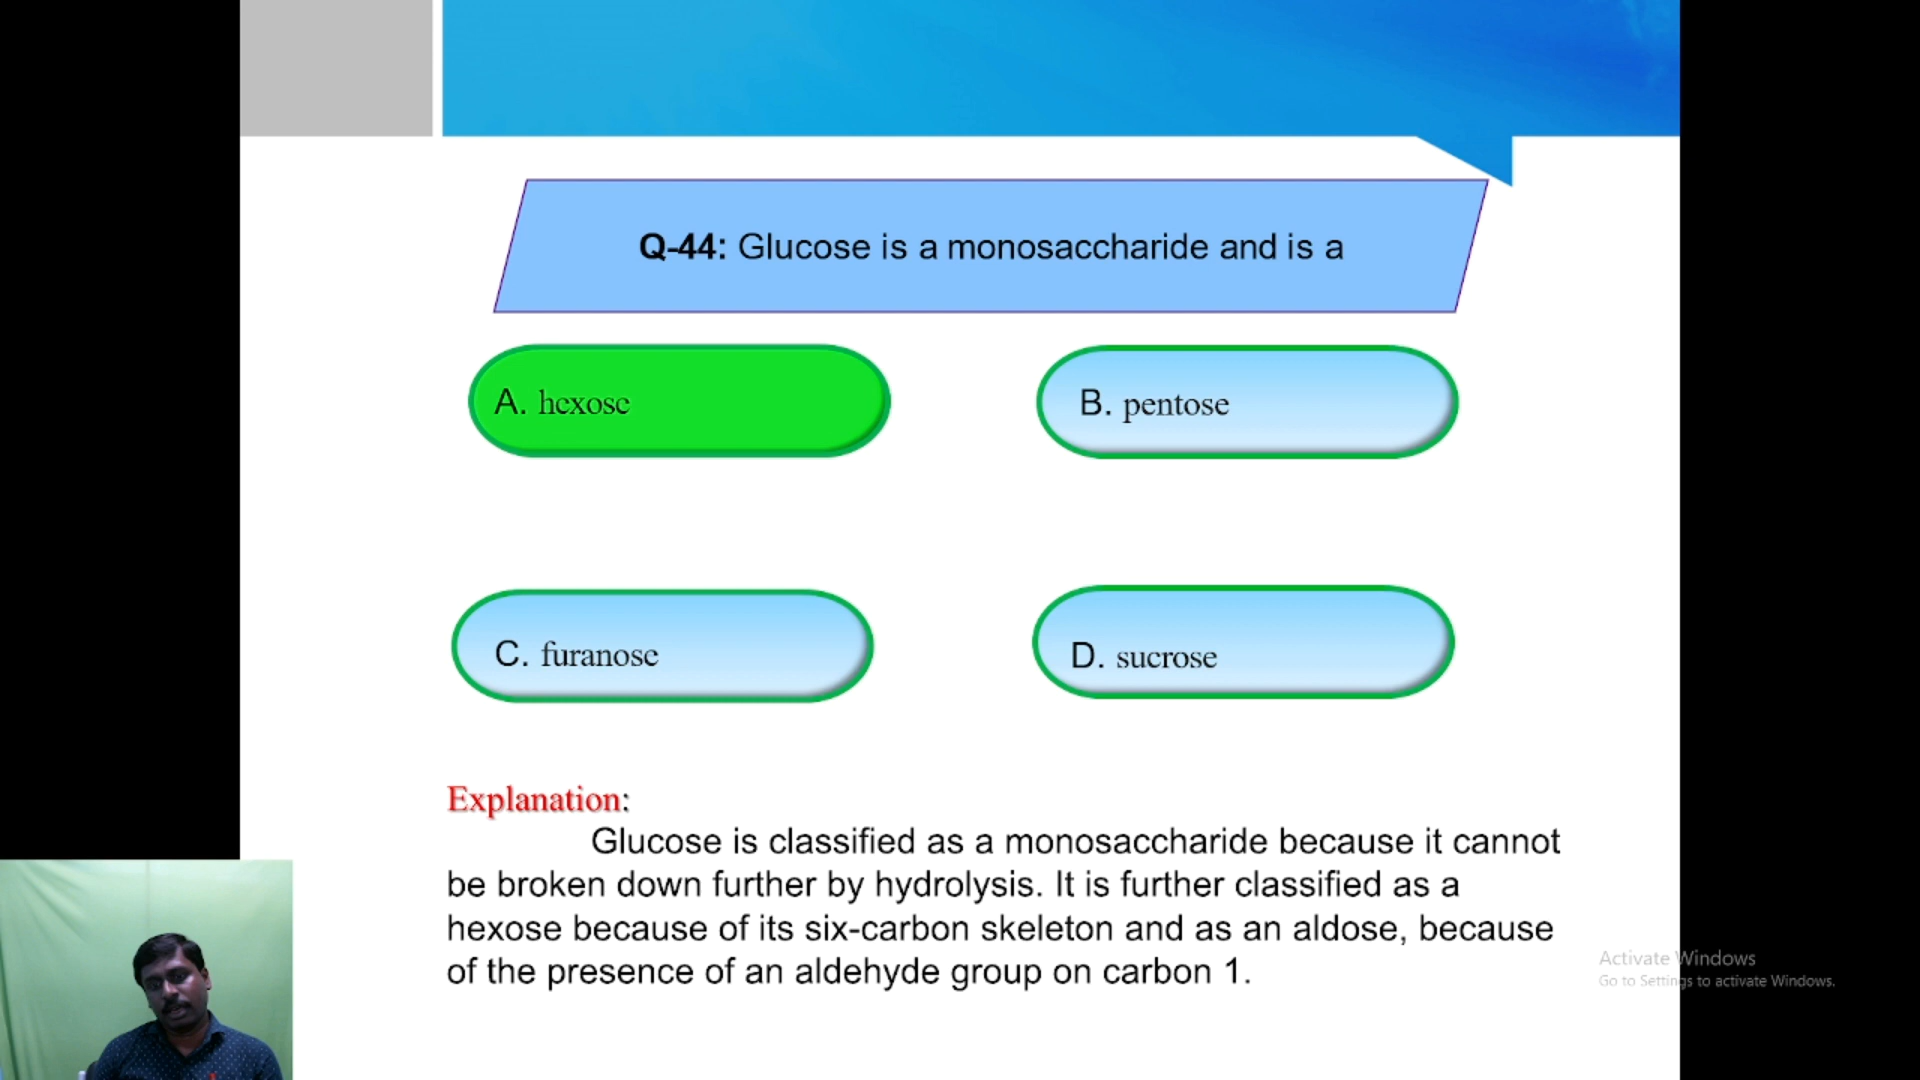 Q-44: Glucose is a monosaccharide and is a
A. hexose
B. pentose
C. furanose
D. sucrose
Explanation:
Glucose is classified as a monosaccharide because it cannot
be broken down further by hydrolysis. It is further classified as a
hexose because of its six-carbon skeleton and as an aldose, because
of the presence of an aldehyde group on carbon 1.
Activate Windows
Go to Settings to activate Windows.